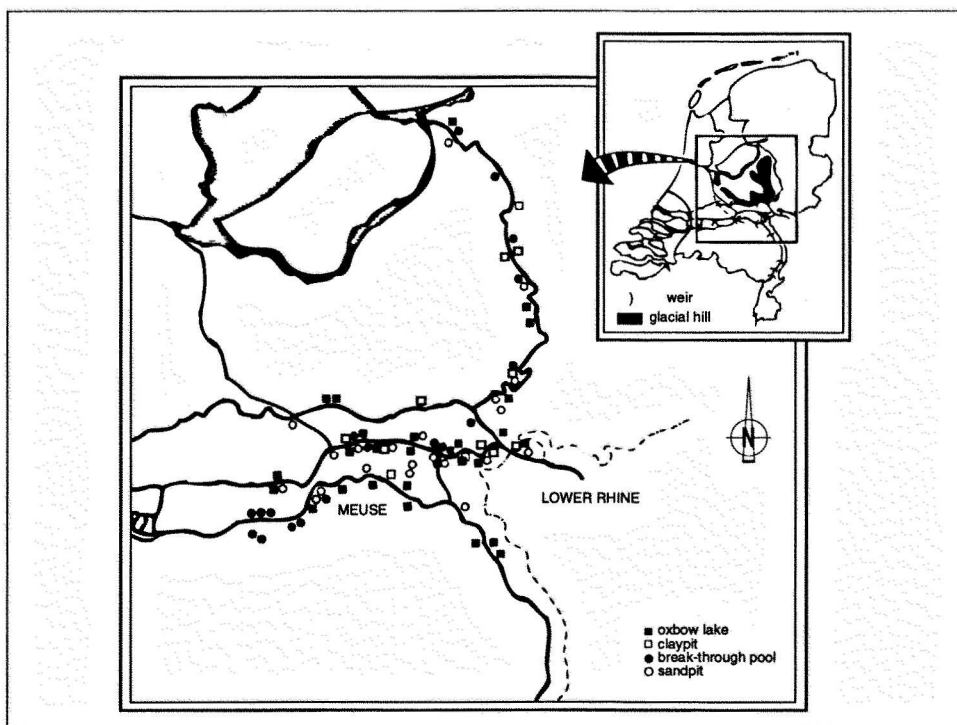 ) weir
glacial hill
LOWER RHINE
MEUSE
N
oxbow lake
claypit
break-through pool
sandpit